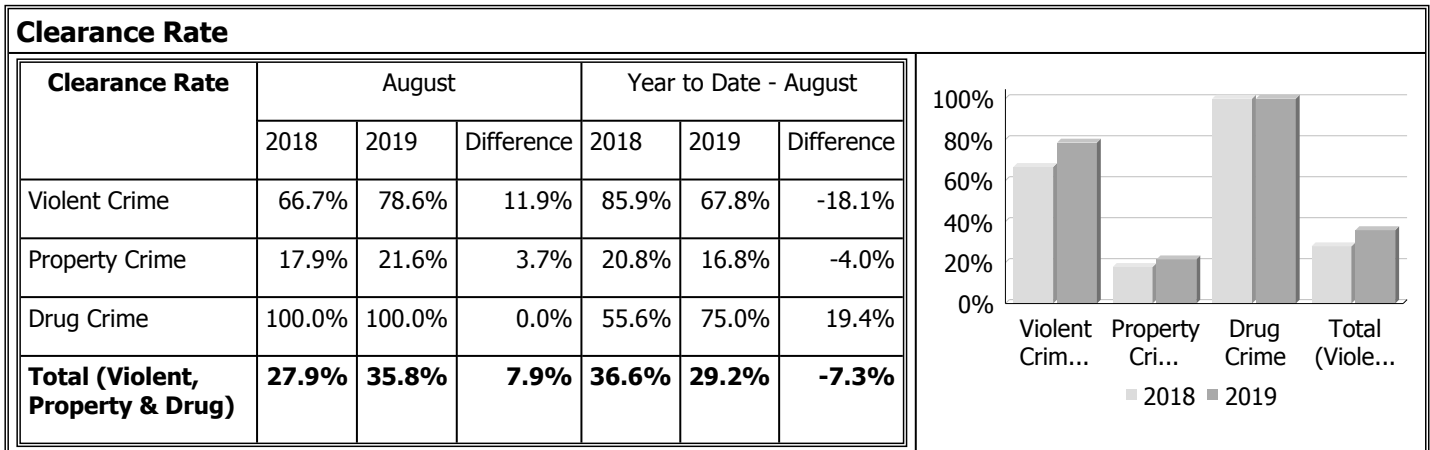 Clearance Rate
Clearance Rate August Year to Date - August
2018 2019 Difference 2018 2019 Difference
Violent Crime 66.7% 78.6% 11.9% 85.9% 67.8% -18.1%
Property Crime 17.9% 21.6% 3.7% 20.8% 16.8% -4.0%
Drug Crime 100.0% 100.0% 0.0% 55.6% 75.0% 19.4%
Total (Violent, 27.9% 35.8% 7.9% 36.6% 29.2% -7.3%
Property & Drug)
100%
80%
60%
40%
20%
0%
Violent Property Drug Total
Crim... Cri... Crime (Viole...
2018 2019